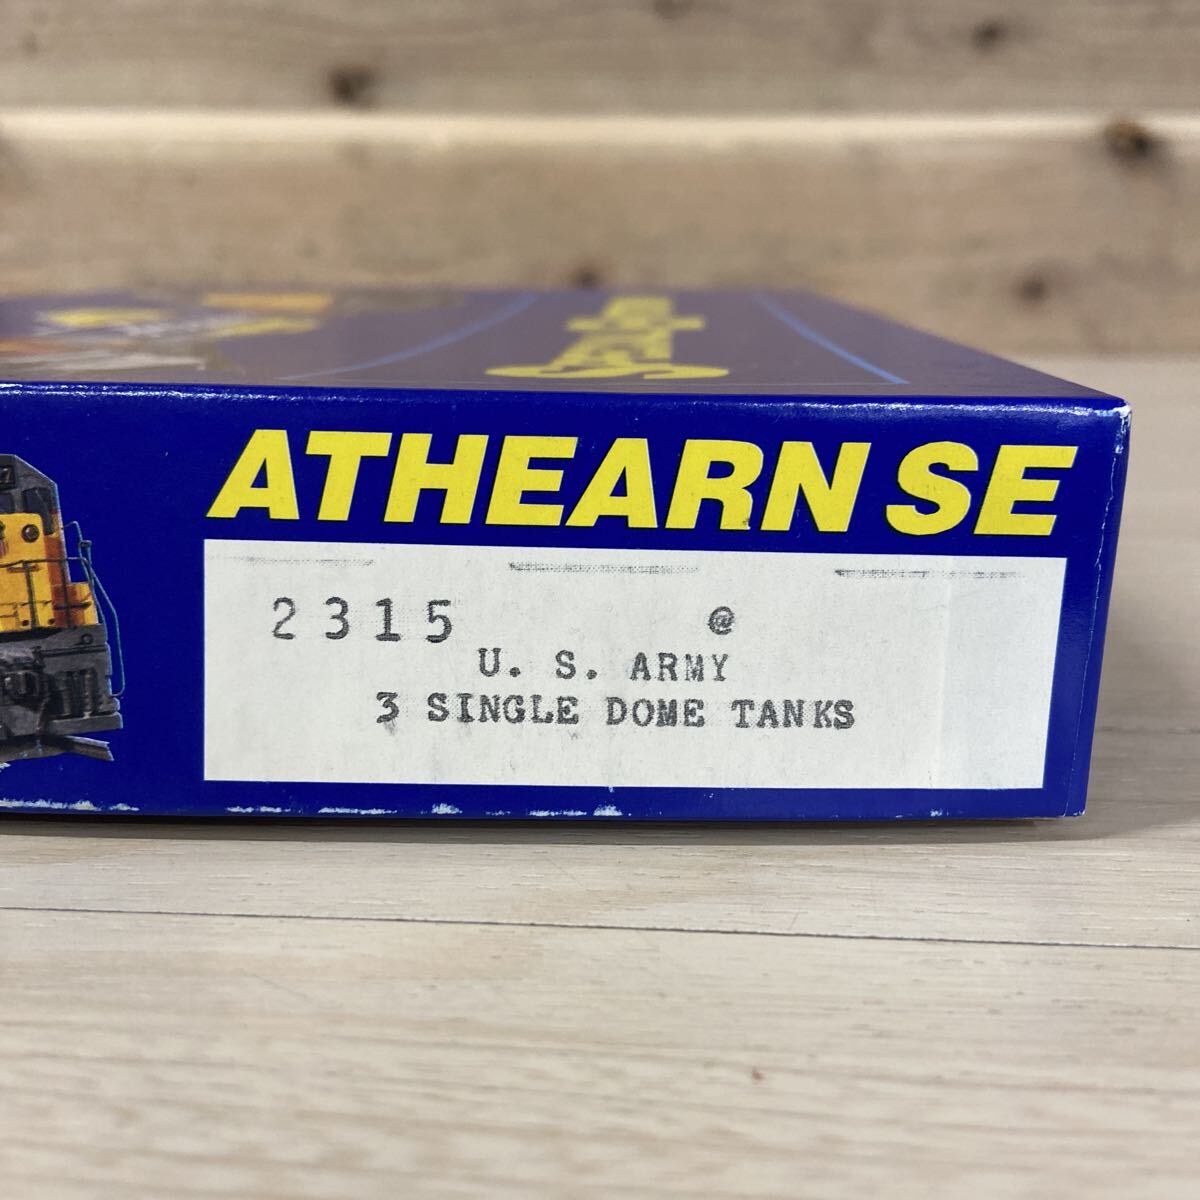 ATHEARN SE
2315 @
U. S. ARMY
3 SINGLE DOME TANKS